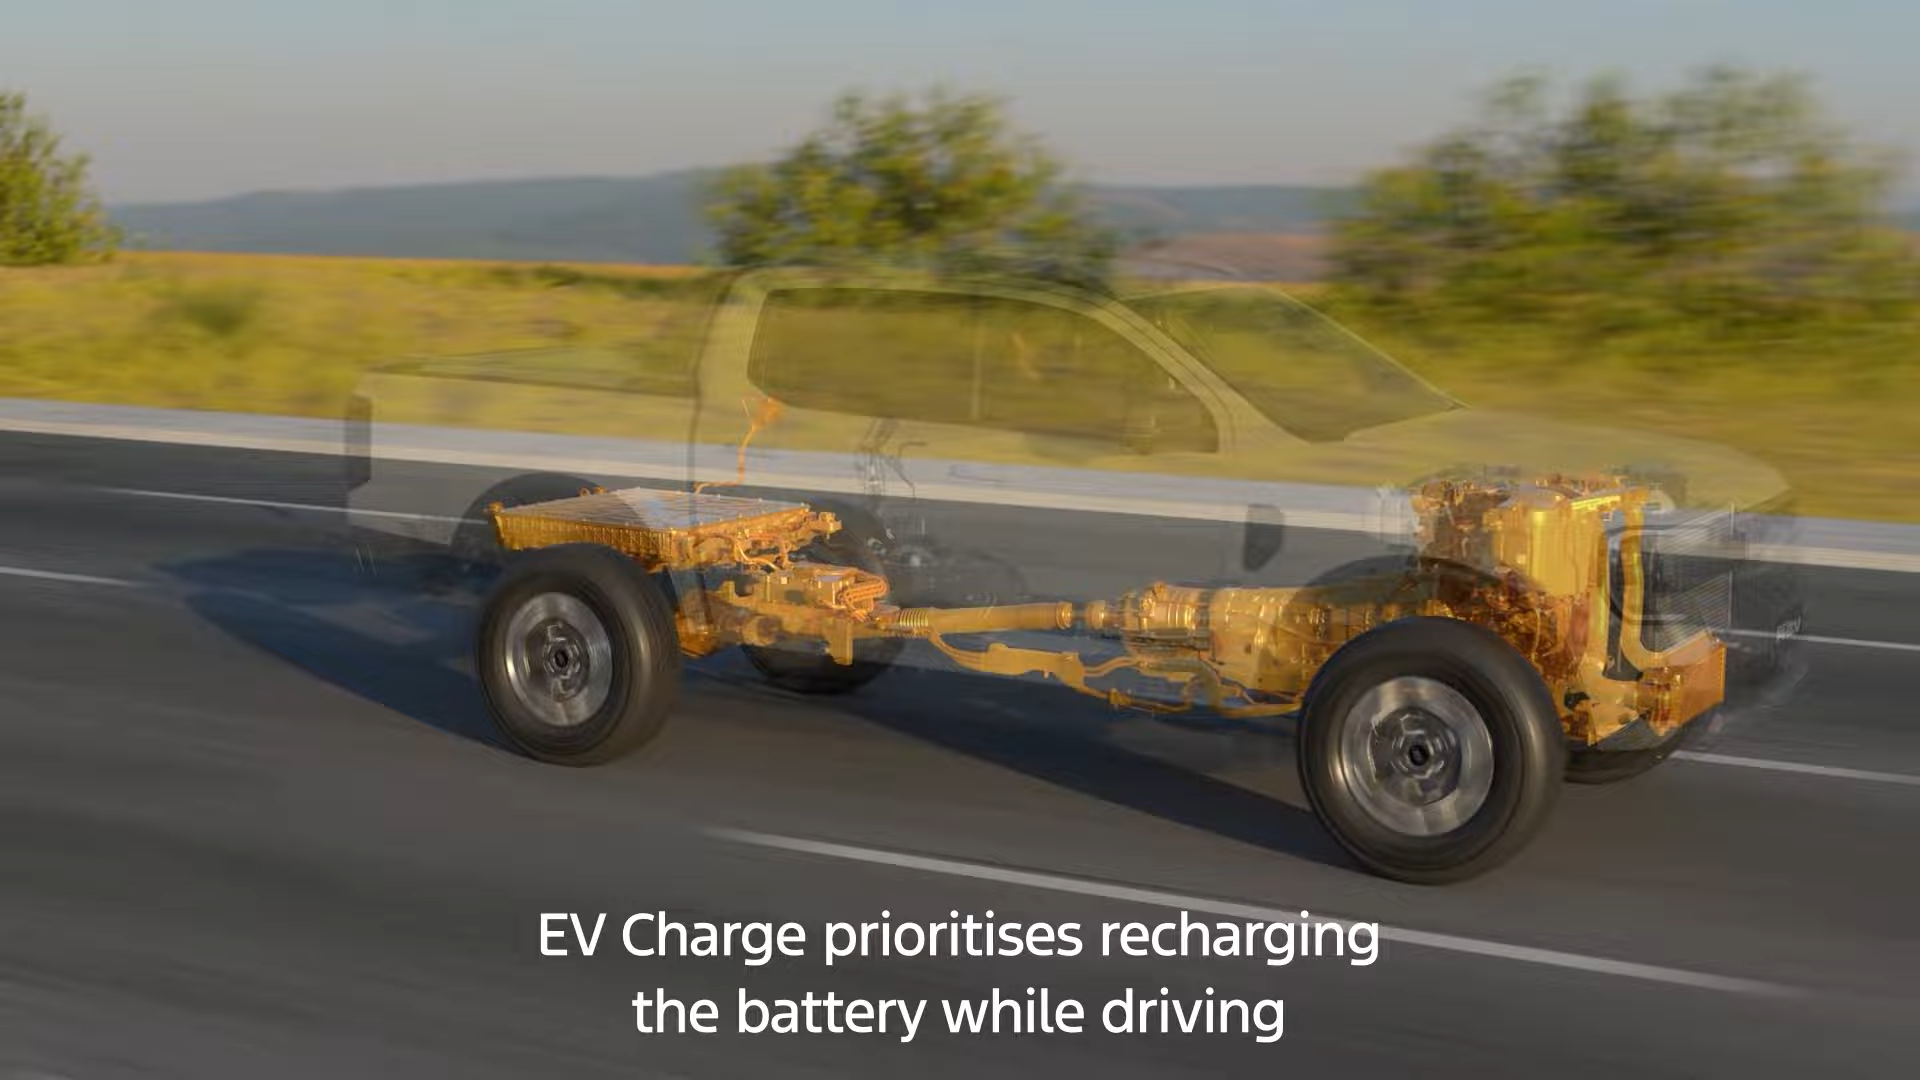 EV Charge prioritises recharging
the battery while driving